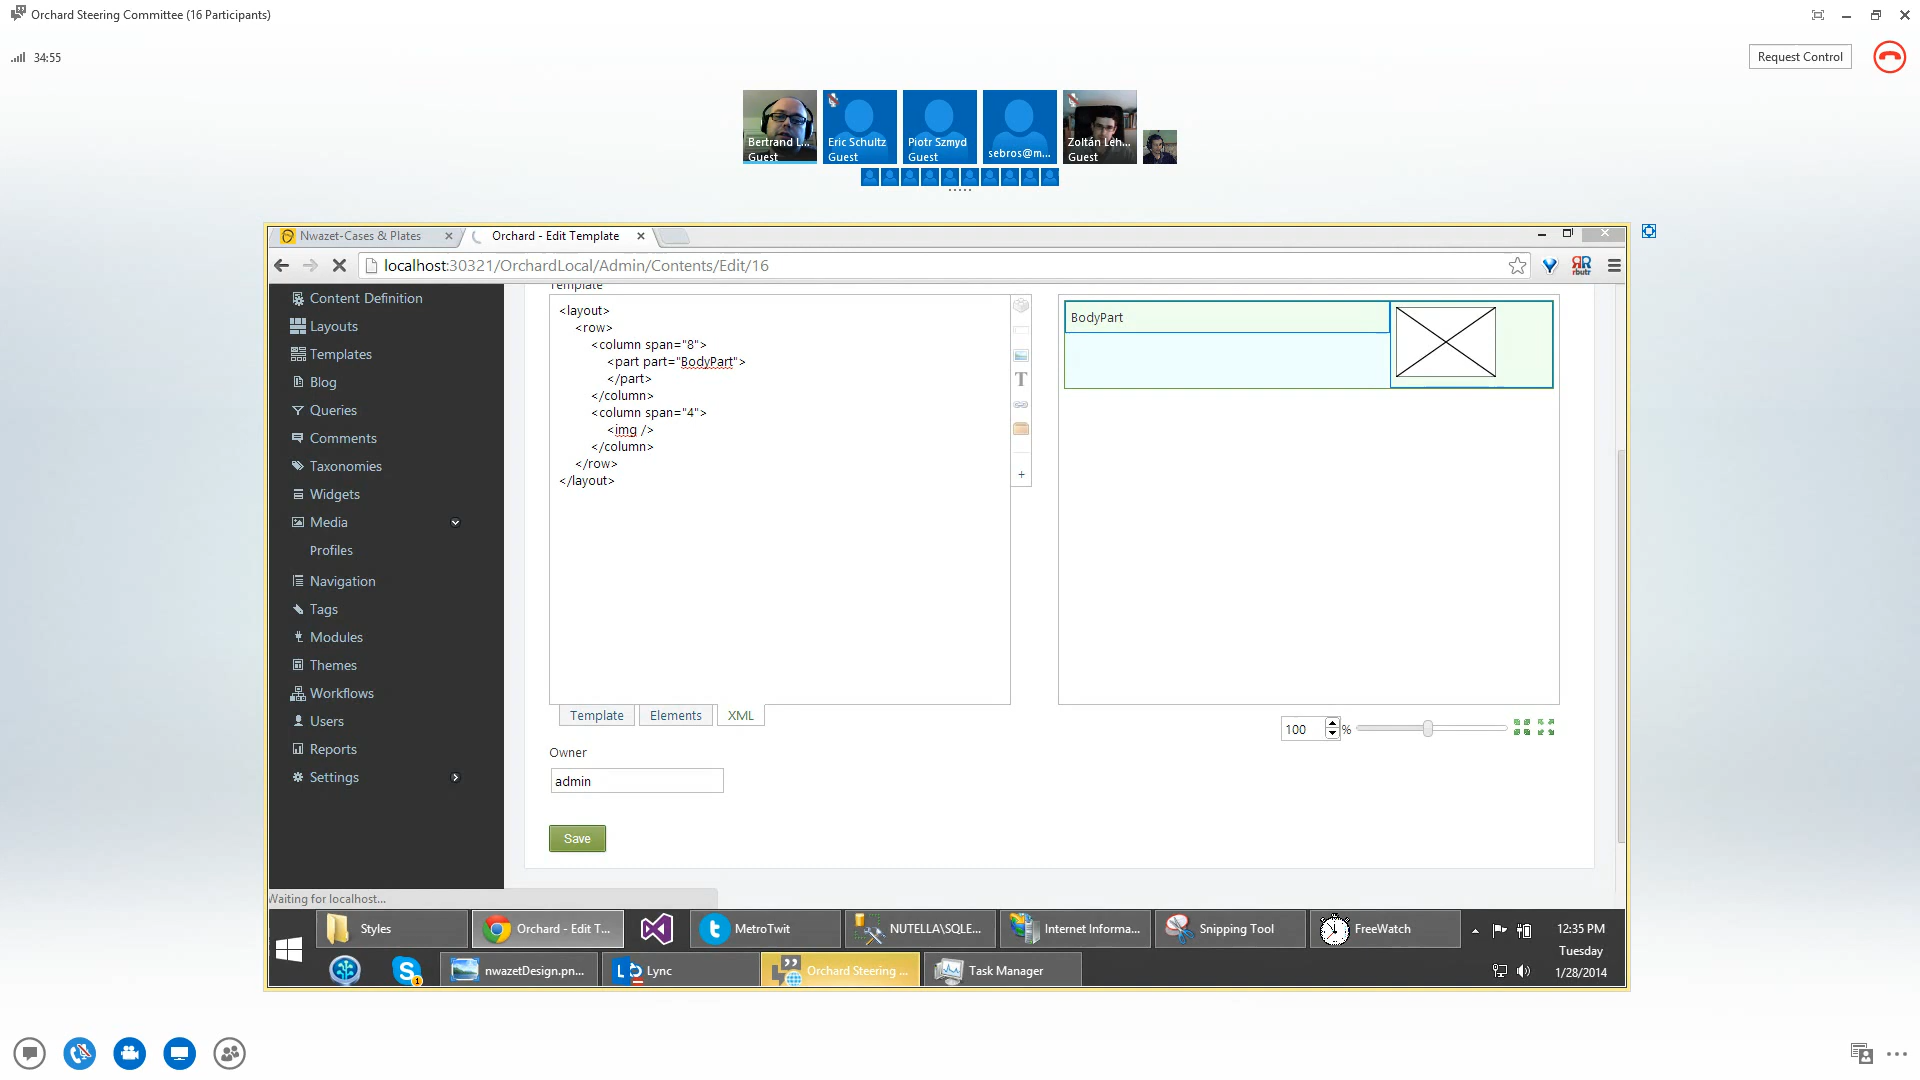 Orchard Steering Committee (16 Participants)
34:55
Request Control
Bertrand L...
Guest
Eric Schultz
Guest
Piotr Szmyd
Guest
sebros@m...
Zoltán Leh...
Guest
Nwazet-Cases & Plates
Orchard - Edit Template
localhost:30321/OrchardLocal/Admin/Contents/Edit/16
rbutr
Content Definition
Layouts
Templates
Blog
Queries
Comments
Taxonomies
Widgets
Media
Profiles
Navigation
Tags
Modules
Themes
Workflows
Users
Reports
Settings
Template
<layout>
<row>
<column span="8">
<part part="BodyPart">
</part>
</column>
<column span="4">
<img />
</column>
</row>
</layout>
T
+
BodyPart
Template
Elements
XML
100
%
Owner
admin
Save
Waiting for localhost...
Styles
Orchard - Edit T...
MetroTwit
NUTELLA\SQLE...
Internet Informa...
Snipping Tool
FreeWatch
12:35 PM
Tuesday
1/28/2014
1
nwazetDesign.pn...
Lync
Orchard Steering ...
Task Manager